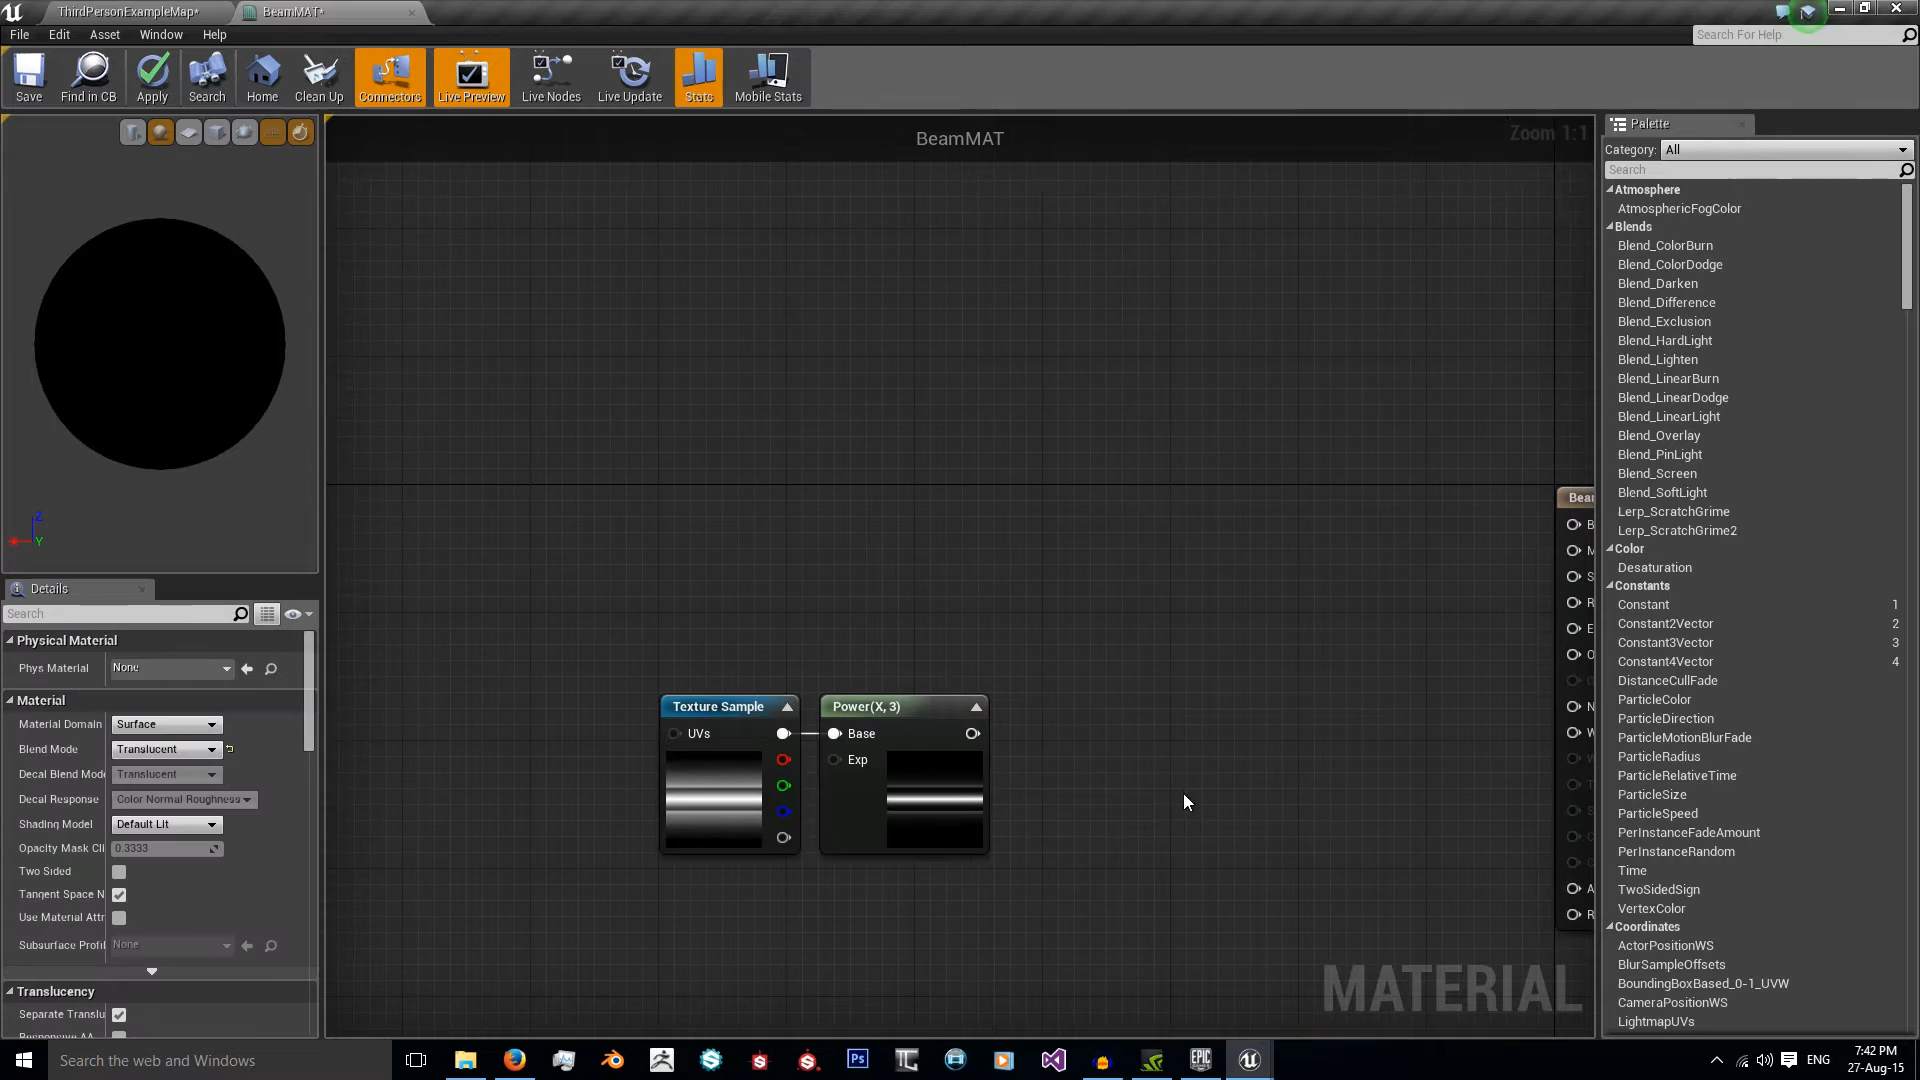 ThirdPersonExampleMap*
BeamMAT*
File Edit Asset Window Help
Search For Help
Save
Find in CB
Apply
Search
Home
Clean Up
Connectors
Live Preview
Live Nodes
Live Update
Stats
Mobile Stats
BeamMAT
Zoom 1:1
Z
Y
Details
Search
Physical Material
Phys Material None
Material
Material Domain Surface
Blend Mode Translucent
Decal Blend Mode Translucent
Decal Response Color Normal Roughness
Shading Model Default Lit
Opacity Mask Cli 0.3333
Two Sided
Tangent Space N
Use Material Attr
Subsurface Profil None
Translucency
Separate Translu
Responsive AA
Texture Sample
UVs
Power(X, 3)
Base
Exp
Bear
B
M
S
R
E
O
N
W
A
R
MATERIAL
Palette
Category: All
Search
Atmosphere
AtmosphericFogColor
Blends
Blend_ColorBurn
Blend_ColorDodge
Blend_Darken
Blend_Difference
Blend_Exclusion
Blend_HardLight
Blend_Lighten
Blend_LinearBurn
Blend_LinearDodge
Blend_LinearLight
Blend_Overlay
Blend_PinLight
Blend_Screen
Blend_SoftLight
Lerp_ScratchGrime
Lerp_ScratchGrime2
Color
Desaturation
Constants
Constant 1
Constant2Vector 2
Constant3Vector 3
Constant4Vector 4
DistanceCullFade
ParticleColor
ParticleDirection
ParticleMotionBlurFade
ParticleRadius
ParticleRelativeTime
ParticleSize
ParticleSpeed
PerInstanceFadeAmount
PerInstanceRandom
Time
TwoSidedSign
VertexColor
Coordinates
ActorPositionWS
BlurSampleOffsets
BoundingBoxBased_0-1_UVW
CameraPositionWS
LightmapUVs
Search the web and Windows
Ps
EPIC GAMES
ENG
7:42 PM
27-Aug-15